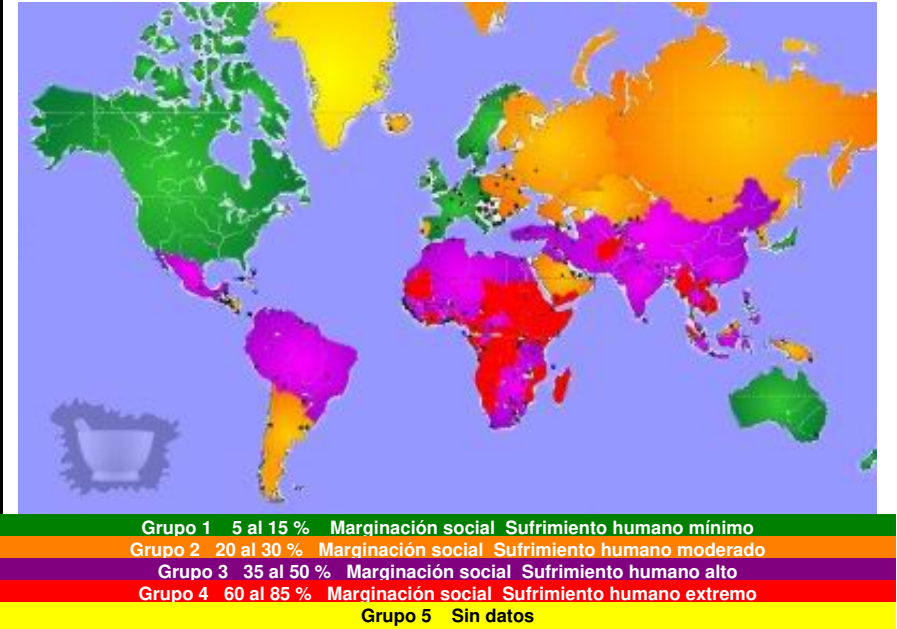 Grupo 1 5 al 15 % Marginación social Sufrimiento humano mínimo
Grupo 2 20 al 30 % Marginación social Sufrimiento humano moderado
Grupo 3 35 al 50 % Marginación social Sufrimiento humano alto
Grupo 4 60 al 85 % Marginación social Sufrimiento humano extremo
Grupo 5 Sin datos